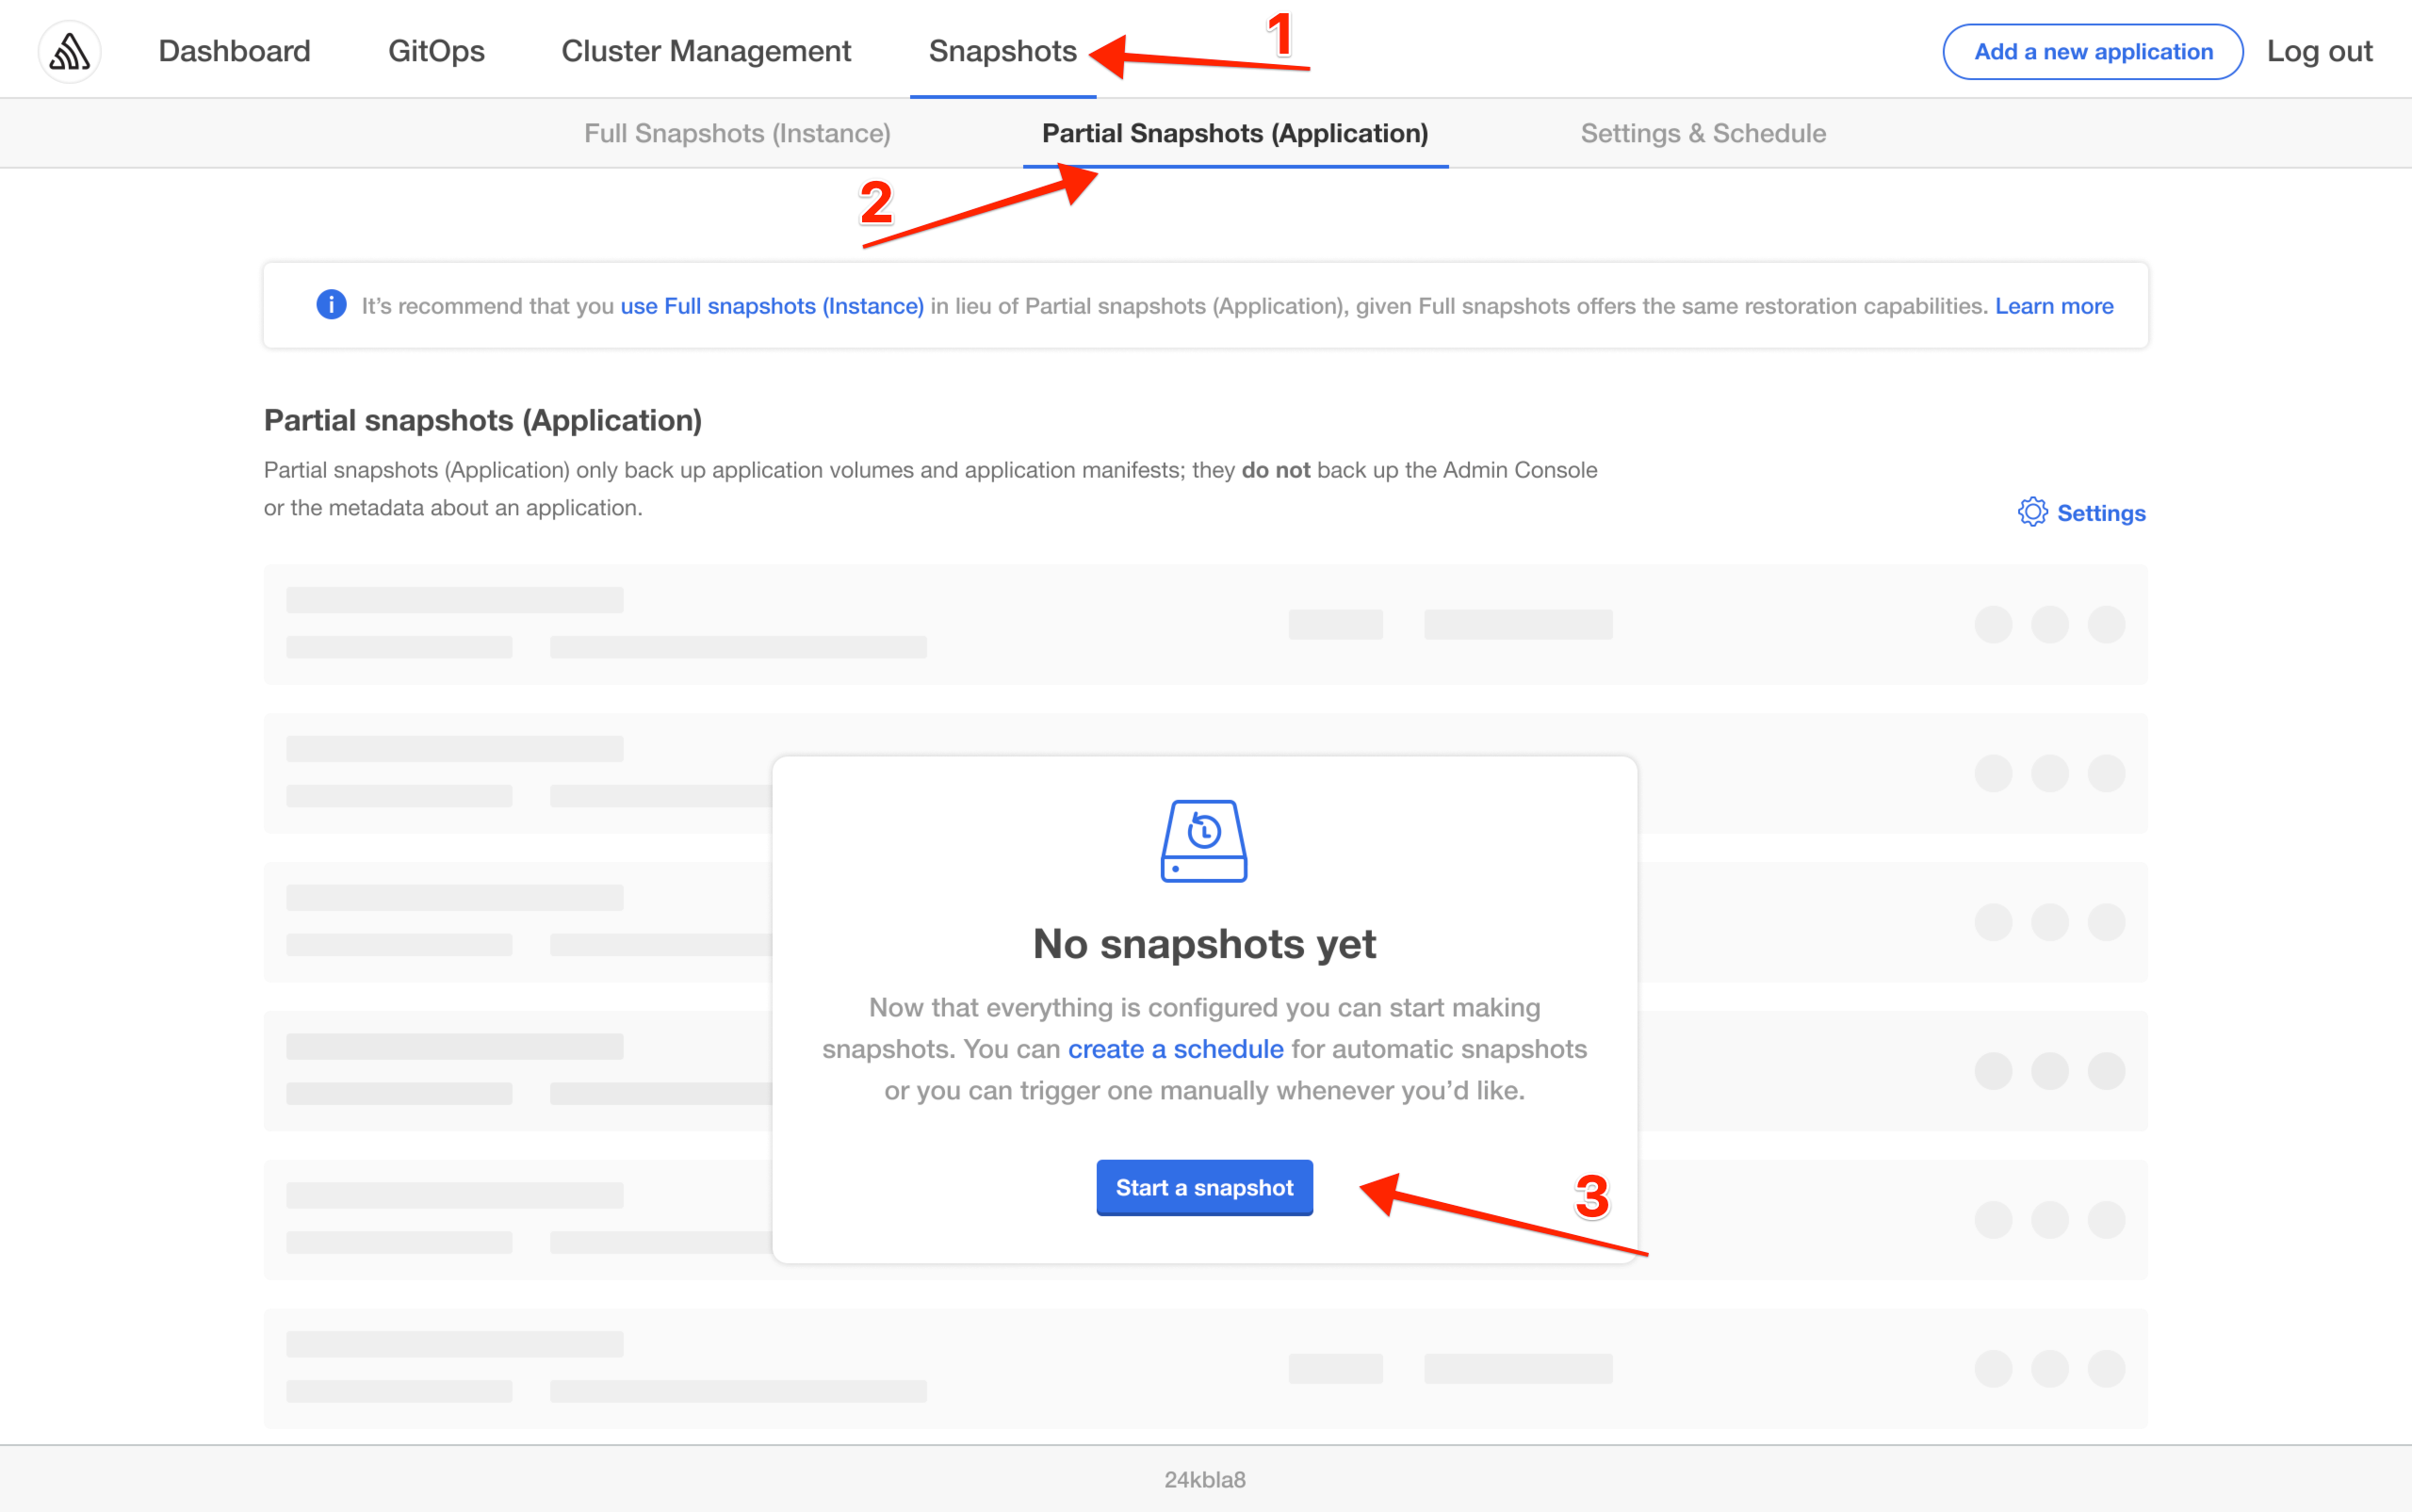 Dashboard GitOps Cluster Management Snapshots 1 Add a new application Log out
Full Snapshots (Instance) Partial Snapshots (Application) Settings & Schedule
2
It’s recommend that you use Full snapshots (Instance) in lieu of Partial snapshots (Application), given Full snapshots offers the same restoration capabilities. Learn more
Partial snapshots (Application)
Partial snapshots (Application) only back up application volumes and application manifests; they do not back up the Admin Console
or the metadata about an application.
Settings
No snapshots yet
Now that everything is configured you can start making
snapshots. You can create a schedule for automatic snapshots
or you can trigger one manually whenever you’d like.
Start a snapshot 3
24kbla8